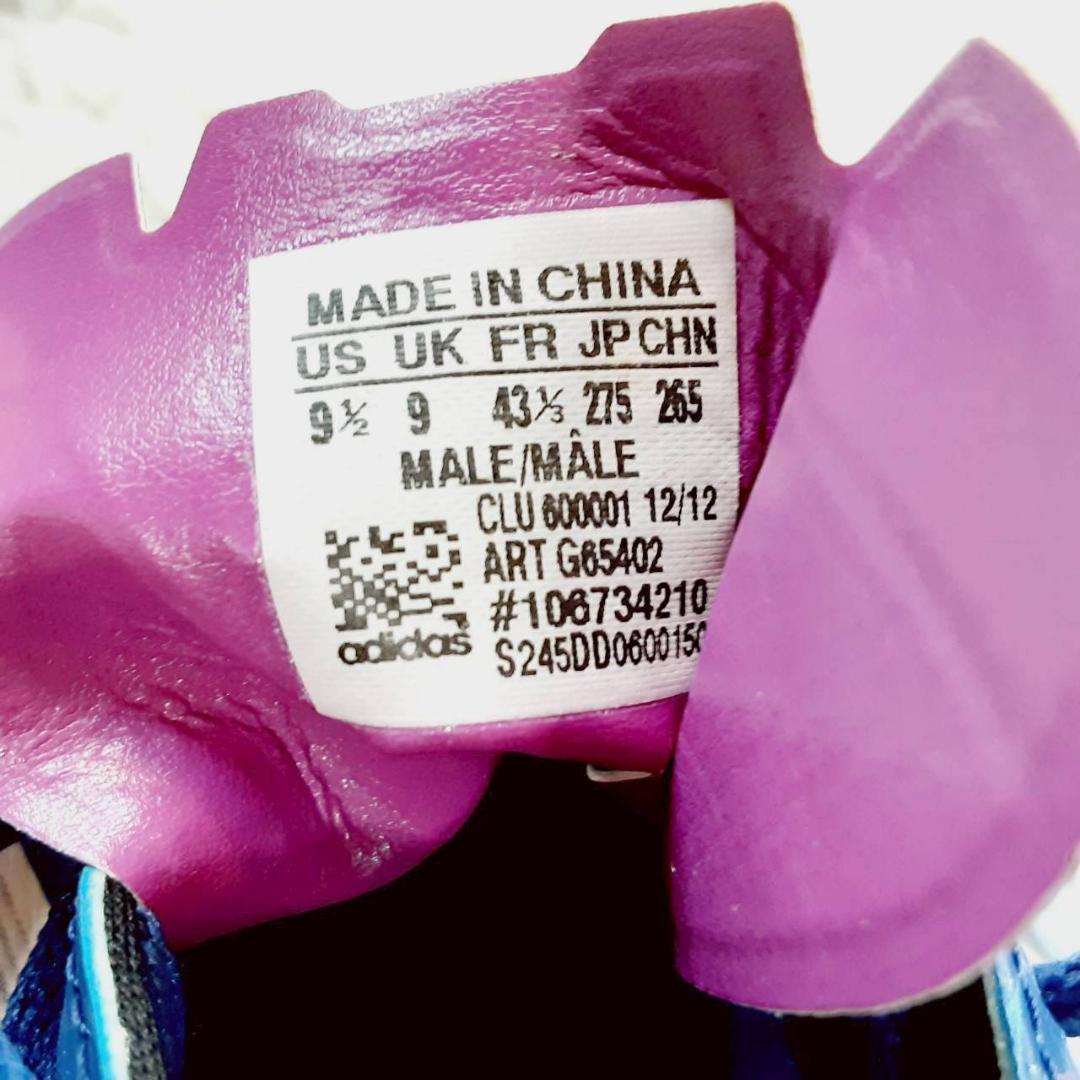 MADE IN CHINA
US UK FR JP CHN
9½ 9 43⅓ 275 265
MALE/MÂLE
CLU 600001 12/12
ART G65402
#106734210
adidas